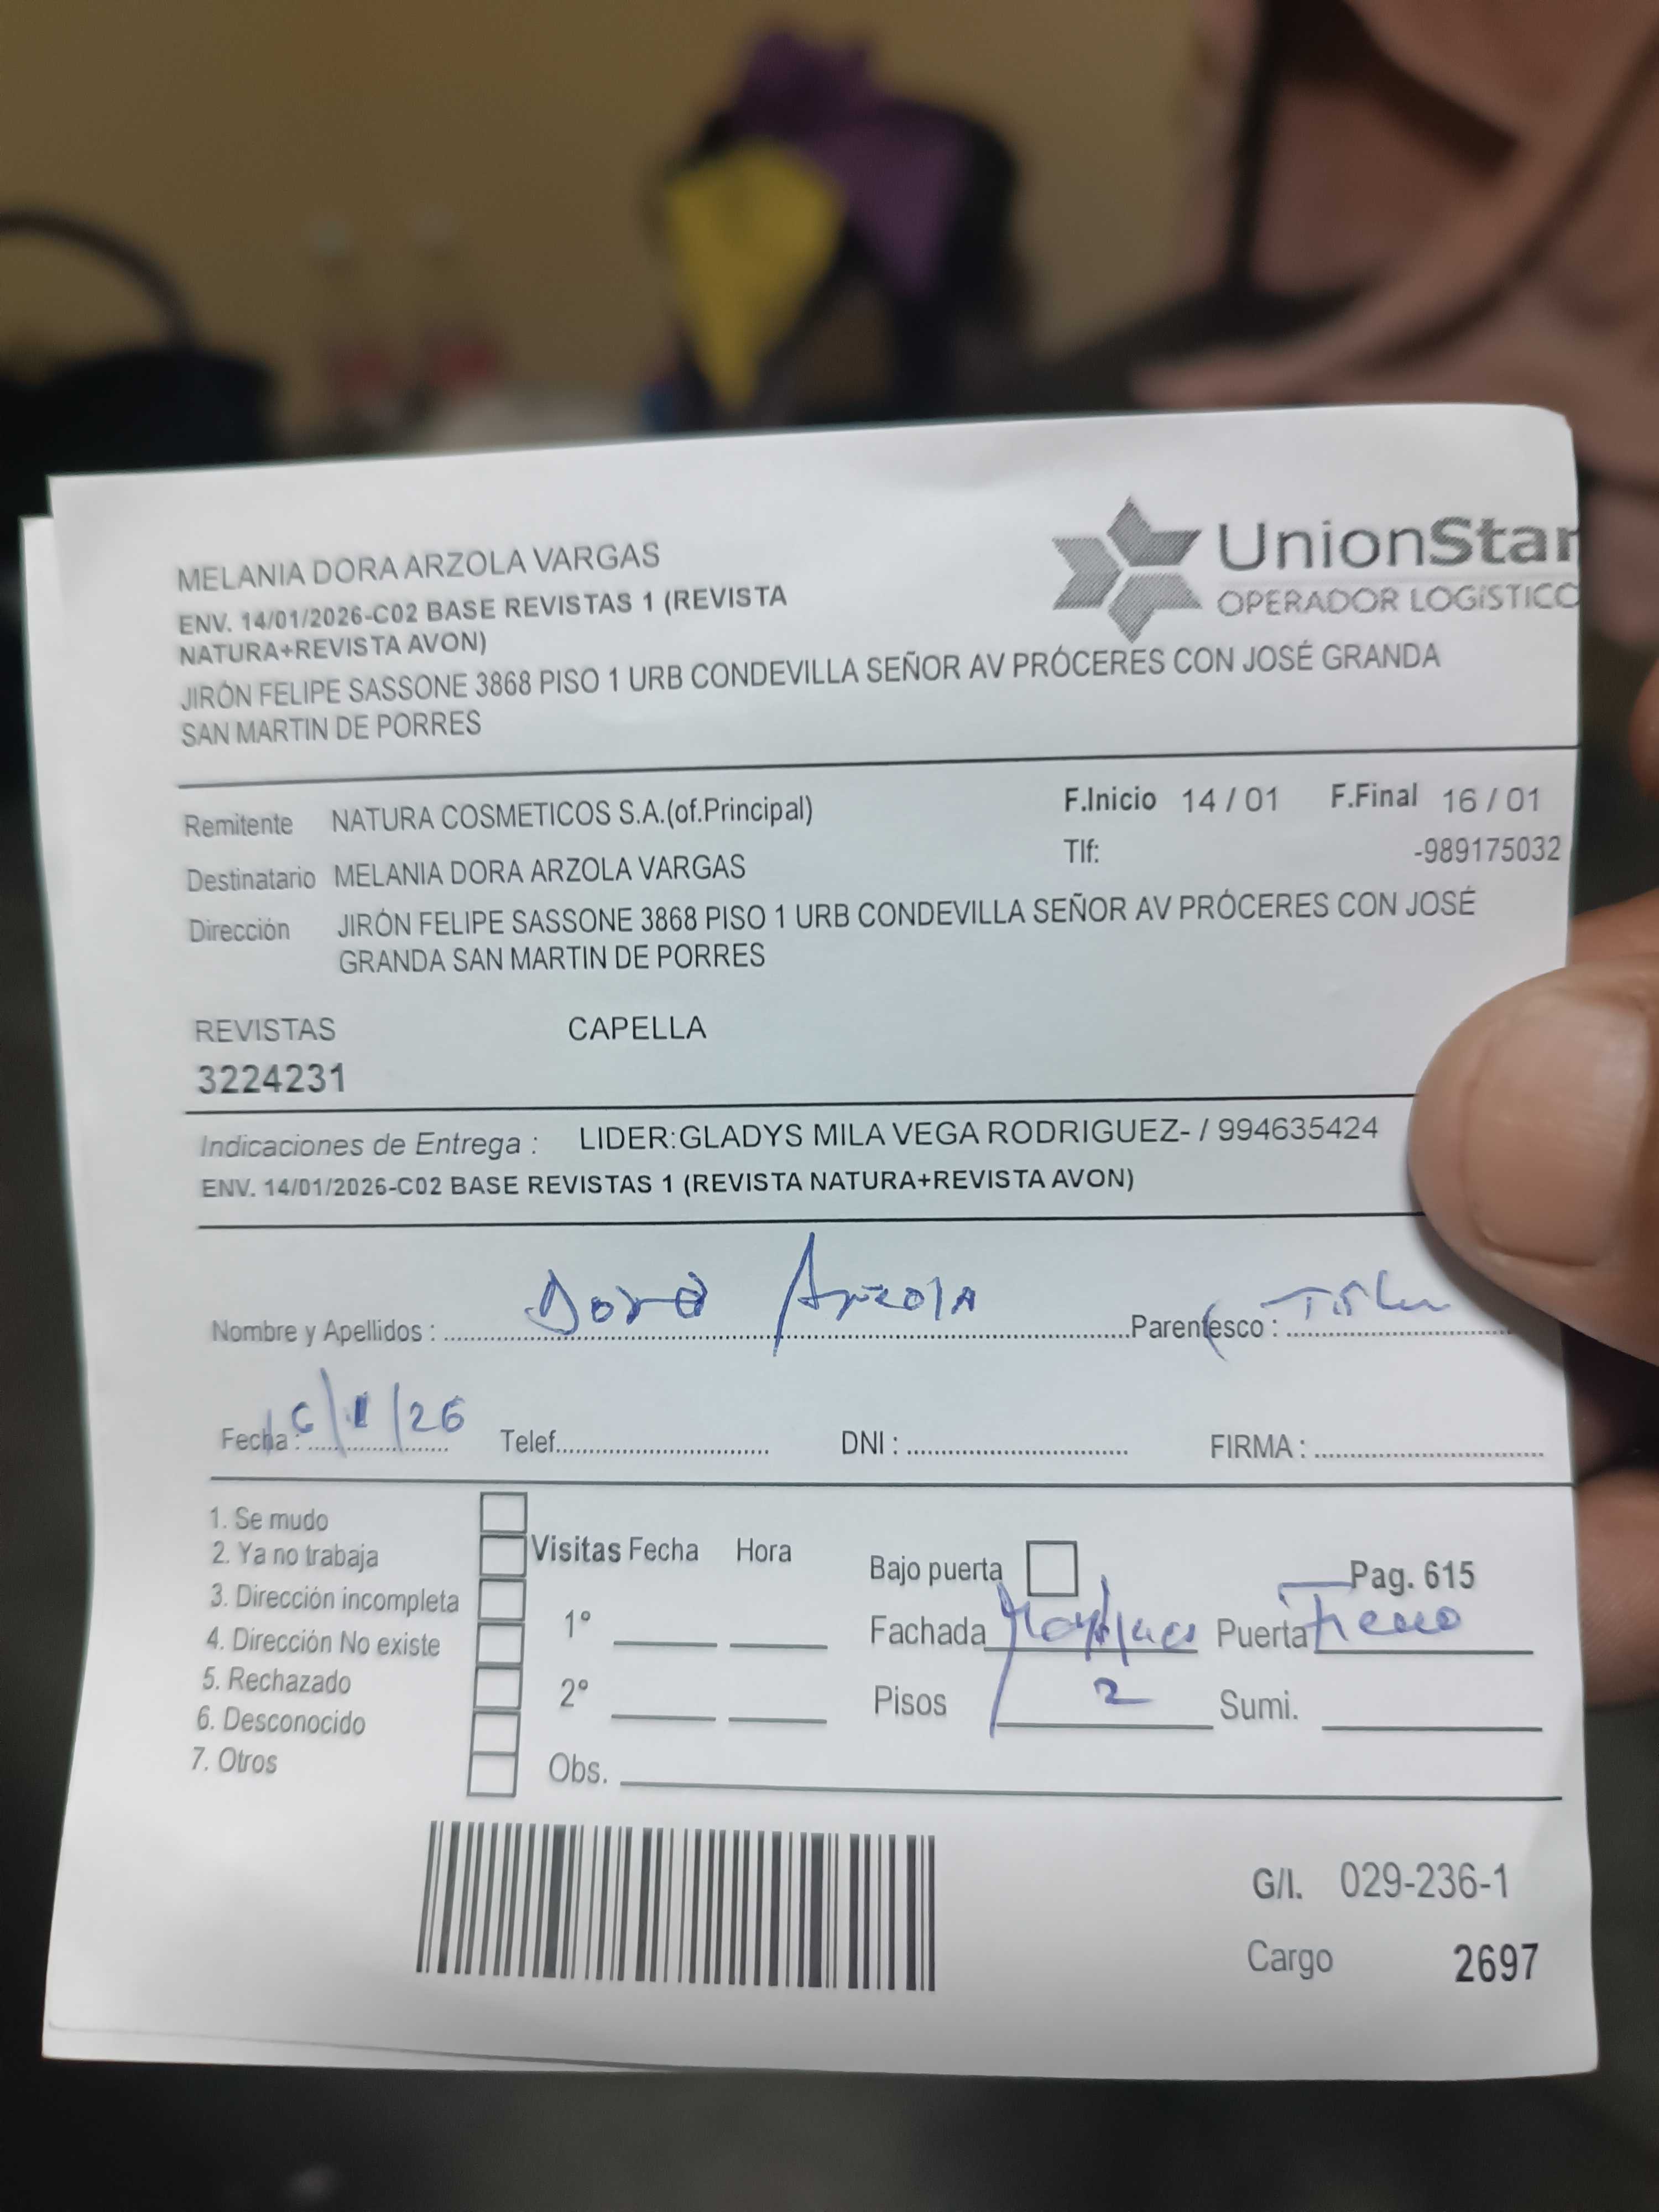 MELANIA DORA ARZOLA VARGAS
ENV. 14/01/2026-C02 BASE REVISTAS 1 (REVISTA
NATURA+REVISTA AVON)
JIRÓN FELIPE SASSONE 3868 PISO 1 URB CONDEVILLA SEÑOR AV PRÓCERES CON JOSÉ GRANDA
SAN MARTIN DE PORRES
UnionStar
OPERADOR LOGÍSTICO
Remitente NATURA COSMETICOS S.A.(of.Principal) F.Inicio 14 / 01 F.Final 16 / 01
Destinatario MELANIA DORA ARZOLA VARGAS Tlf: -989175032
Dirección JIRÓN FELIPE SASSONE 3868 PISO 1 URB CONDEVILLA SEÑOR AV PRÓCERES CON JOSÉ
GRANDA SAN MARTIN DE PORRES
REVISTAS CAPELLA
3224231
Indicaciones de Entrega : LIDER:GLADYS MILA VEGA RODRIGUEZ- / 994635424
ENV. 14/01/2026-C02 BASE REVISTAS 1 (REVISTA NATURA+REVISTA AVON)
Nombre y Apellidos : Dora Arzola Parentesco :
Fecha : 16/1/26 Telef. DNI : FIRMA :
1. Se mudo
2. Ya no trabaja
3. Dirección incompleta
4. Dirección No existe
5. Rechazado
6. Desconocido
7. Otros
Visitas Fecha Hora
1º
2º
Obs.
Bajo puerta Pag. 615
Fachada Puerta
Pisos 2 Sumi.
G/I. 029-236-1
Cargo 2697